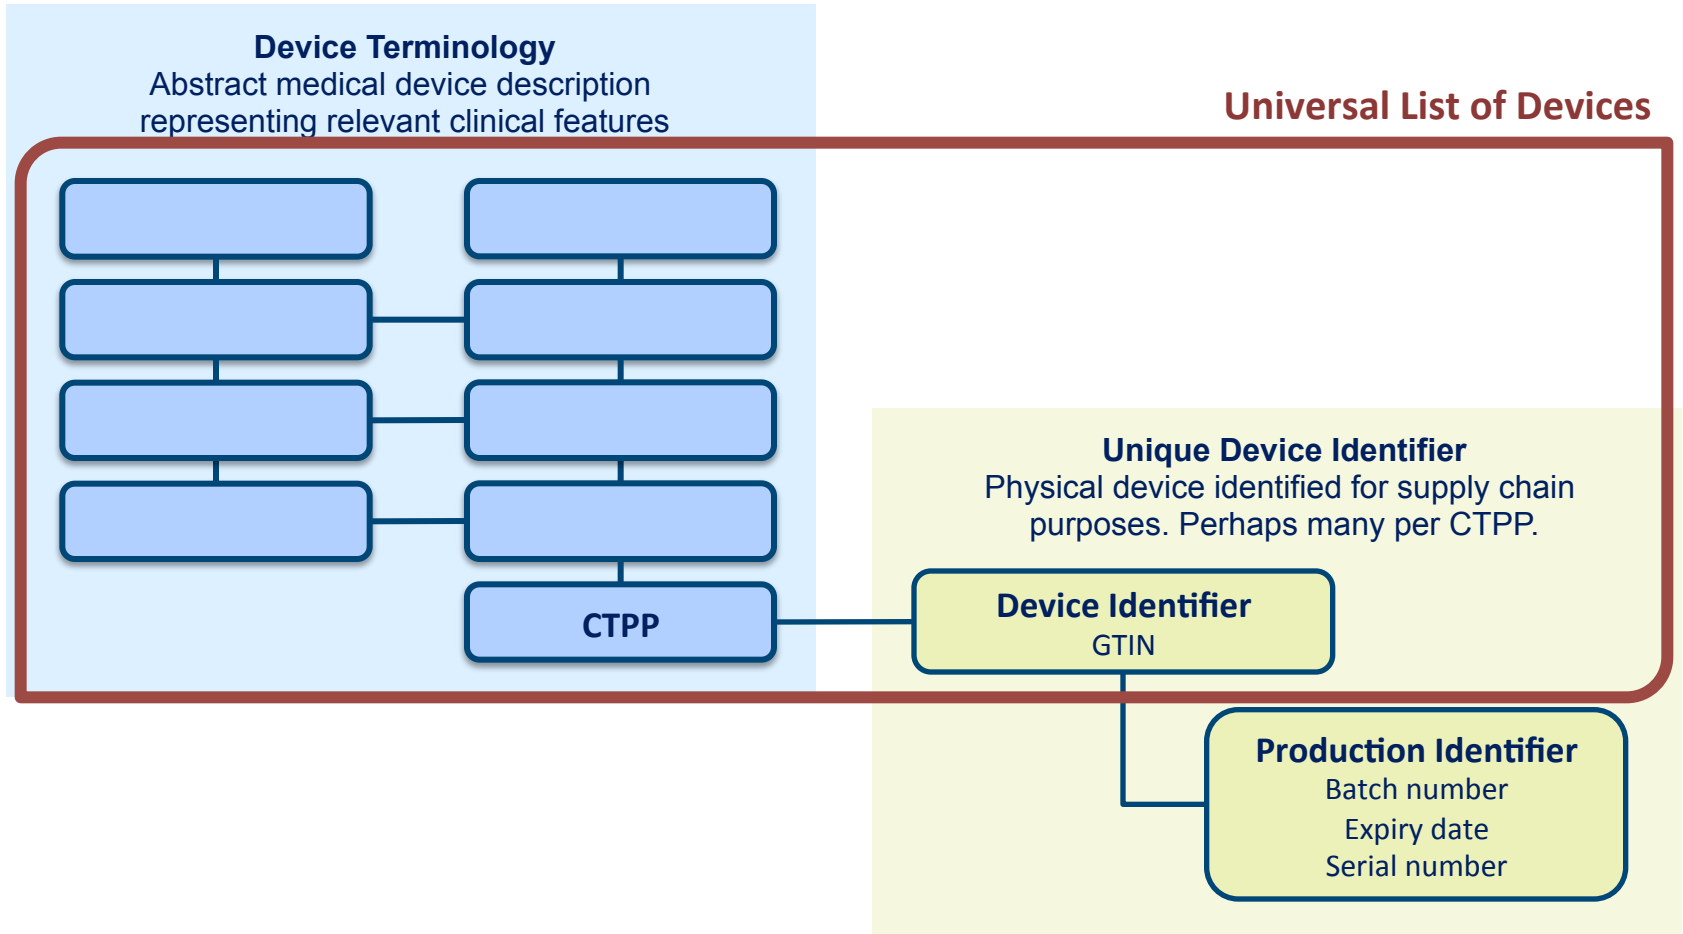 Device Terminology
Abstract medical device description
representing relevant clinical features
Universal List of Devices
Unique Device Identifier
Physical device identified for supply chain
purposes. Perhaps many per CTPP.
CTPP
Device Identifier
GTIN
Production Identifier
Batch number
Expiry date
Serial number